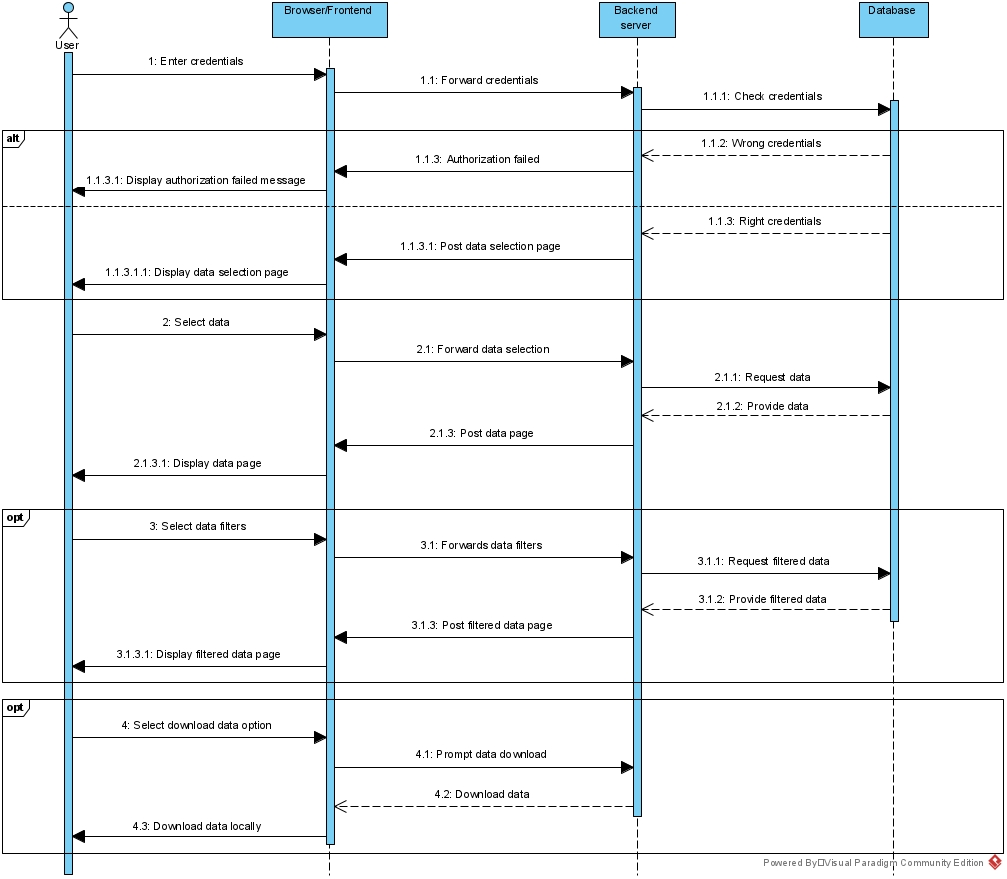 User
Browser/Frontend
Backend
server
Database
1: Enter credentials
1.1: Forward credentials
1.1.1: Check credentials
alt
1.1.2: Wrong credentials
1.1.3: Authorization failed
1.1.3.1: Display authorization failed message
1.1.3: Right credentials
1.1.3.1: Post data selection page
1.1.3.1.1: Display data selection page
2: Select data
2.1: Forward data selection
2.1.1: Request data
2.1.2: Provide data
2.1.3: Post data page
2.1.3.1: Display data page
opt
3: Select data filters
3.1: Forwards data filters
3.1.1: Request filtered data
3.1.2: Provide filtered data
3.1.3: Post filtered data page
3.1.3.1: Display filtered data page
opt
4: Select download data option
4.1: Prompt data download
4.2: Download data
4.3: Download data locally
Powered By□Visual Paradigm Community Edition